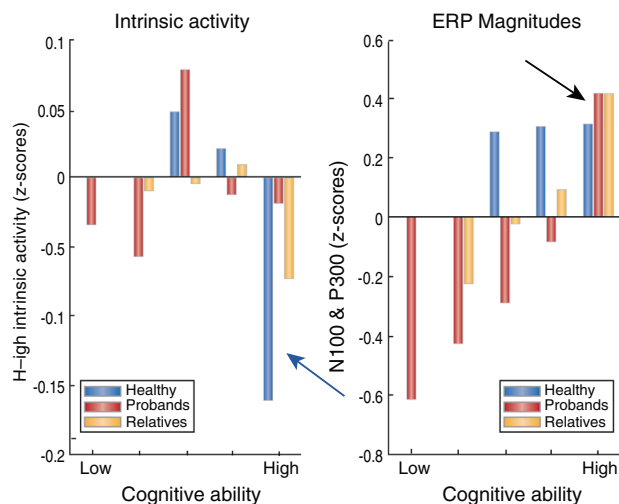 Intrinsic activity
H–igh intrinsic activity (z-scores)
0.1
0.05
0
-0.5
-0.1
-0.15
-0.2
Healthy
Probands
Relatives
Low
High
Cognitive ability
ERP Magnitudes
N100 & P300 (z-scores)
0.6
0.4
0.2
0
-0.2
-0.4
-0.6
-0.8
Healthy
Probands
Relatives
Low
High
Cognitive ability